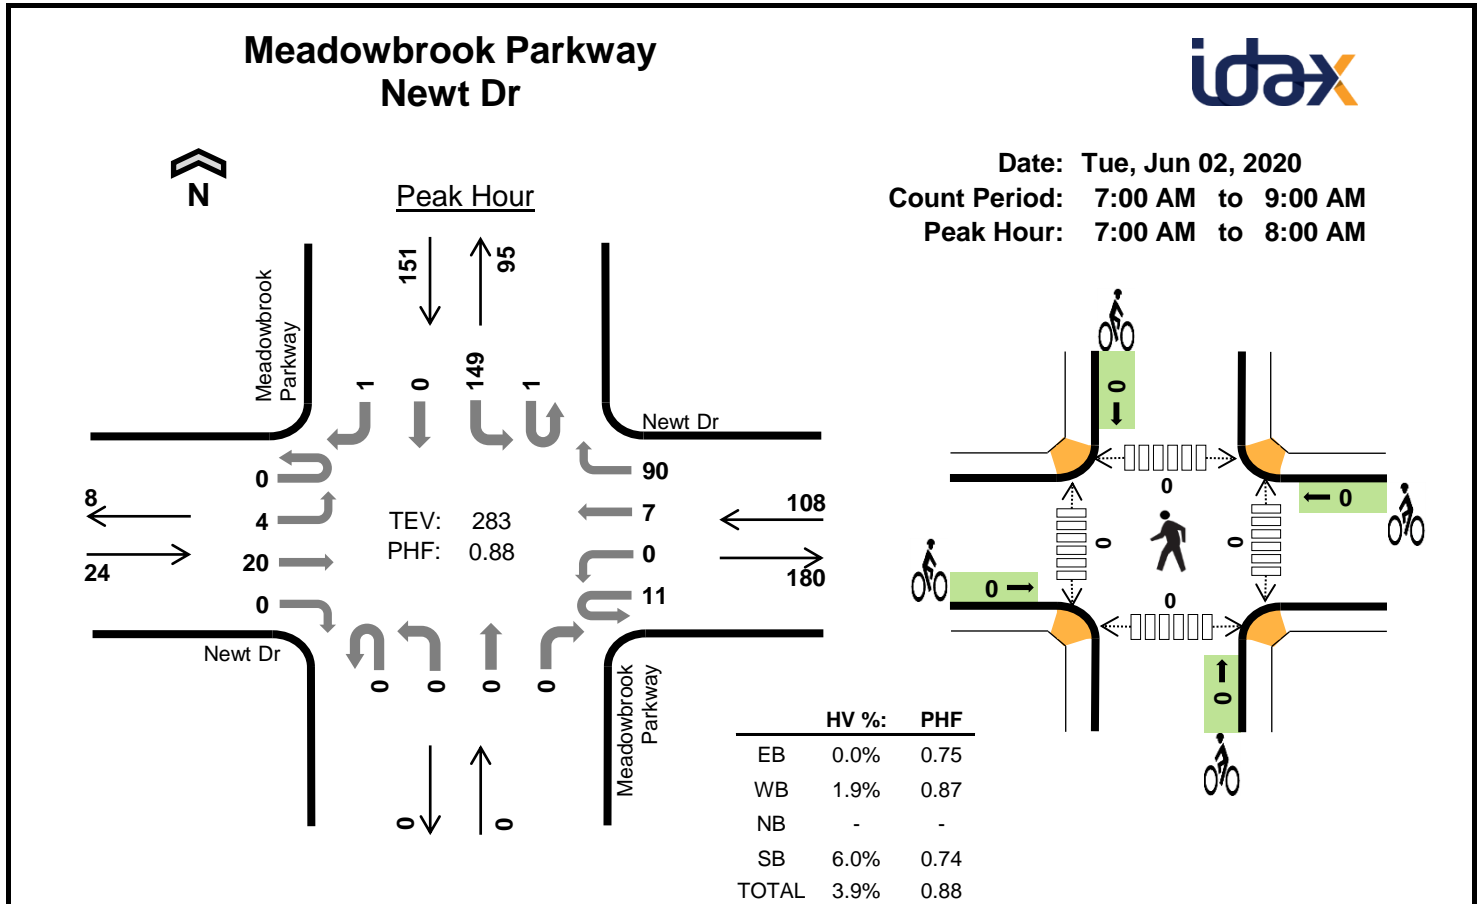 Meadowbrook Parkway
Newt Dr
idax
N
Peak Hour
Date: Tue, Jun 02, 2020
Count Period: 7:00 AM to 9:00 AM
Peak Hour: 7:00 AM to 8:00 AM
151
95
Meadowbrook
Parkway
1
0
149
1
Newt Dr
0
4
20
0
90
7
0
11
8
24
108
180
TEV: 283
PHF: 0.88
Newt Dr
0
0
0
0
Meadowbrook
Parkway
0
0
HV %: PHF
EB 0.0% 0.75
WB 1.9% 0.87
NB - -
SB 6.0% 0.74
TOTAL 3.9% 0.88
0
0
0
0
0
0
0
0